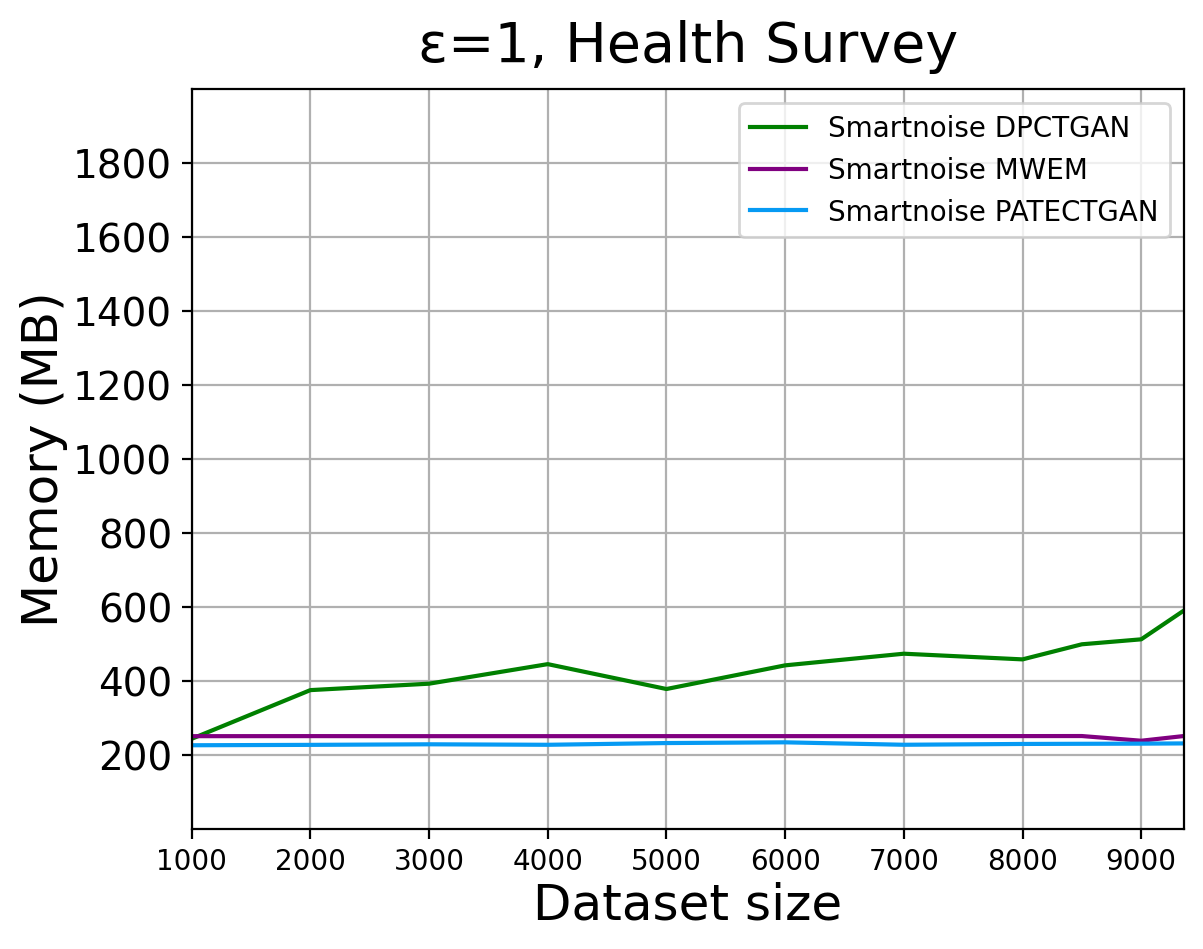 ε=1, Health Survey
Smartnoise DPCTGAN
Smartnoise MWEM
Smartnoise PATECTGAN
Memory (MB)
1800
1600
1400
1200
1000
800
600
400
200
1000 2000 3000 4000 5000 6000 7000 8000 9000
Dataset size